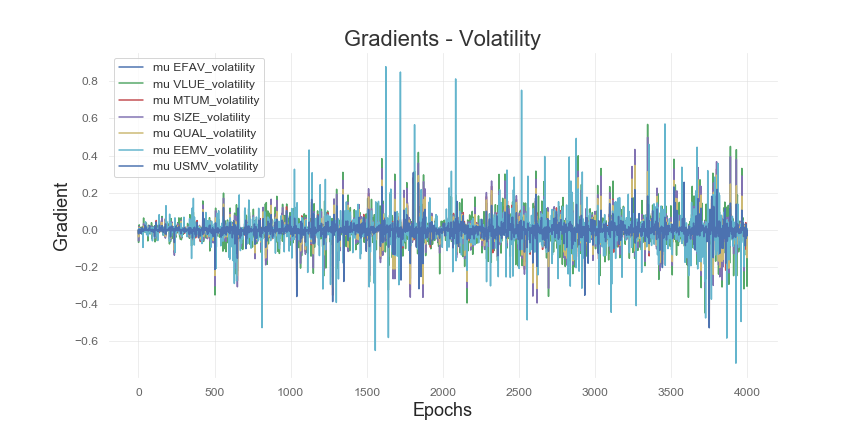 Gradients - Volatility
mu EFAV_volatility
mu VLUE_volatility
mu MTUM_volatility
mu SIZE_volatility
mu QUAL_volatility
mu EEMV_volatility
mu USMV_volatility
Gradient
0.8
0.6
0.4
0.2
0.0
−0.2
−0.4
−0.6
0 500 1000 1500 2000 2500 3000 3500 4000
Epochs